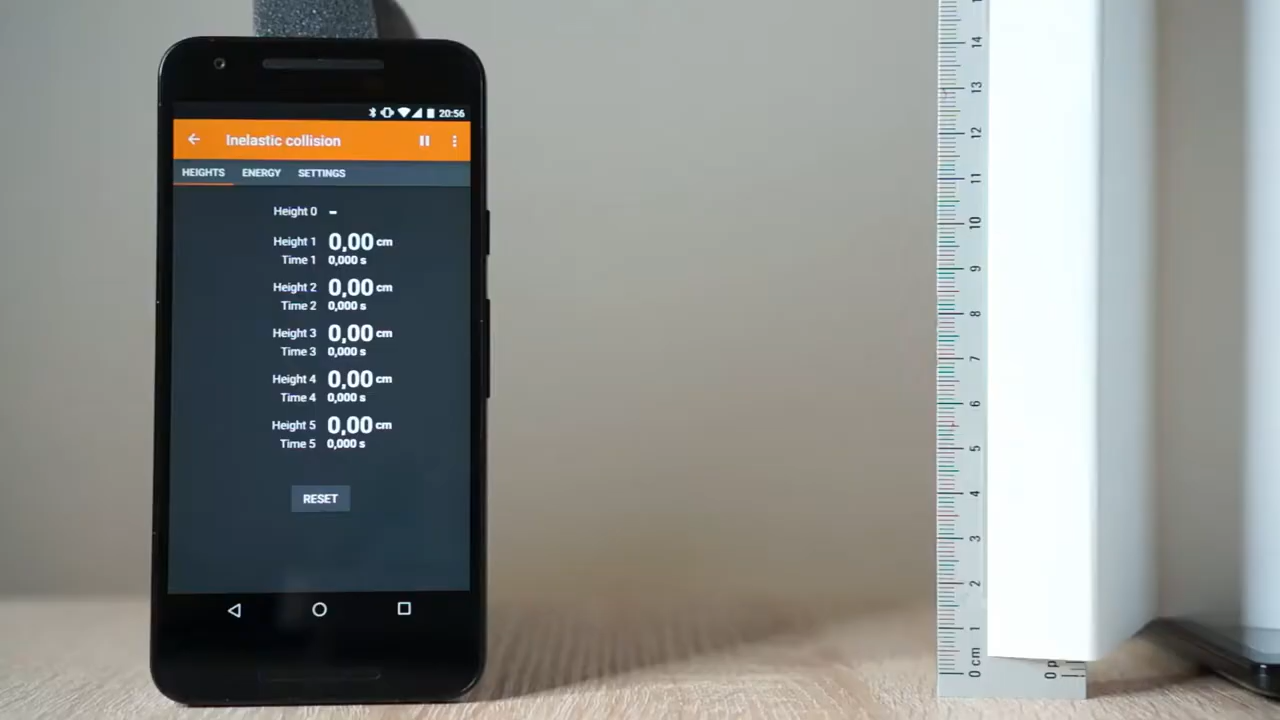 20:56
Inelastic collision
HEIGHTS ENERGY SETTINGS
Height 0 -
Height 1 0,00 cm
Time 1 0,000 s
Height 2 0,00 cm
Time 2 0,000 s
Height 3 0,00 cm
Time 3 0,000 s
Height 4 0,00 cm
Time 4 0,000 s
Height 5 0,00 cm
Time 5 0,000 s
RESET
14
13
12
11
10
9
8
7
6
5
4
3
2
1
0 cm
0